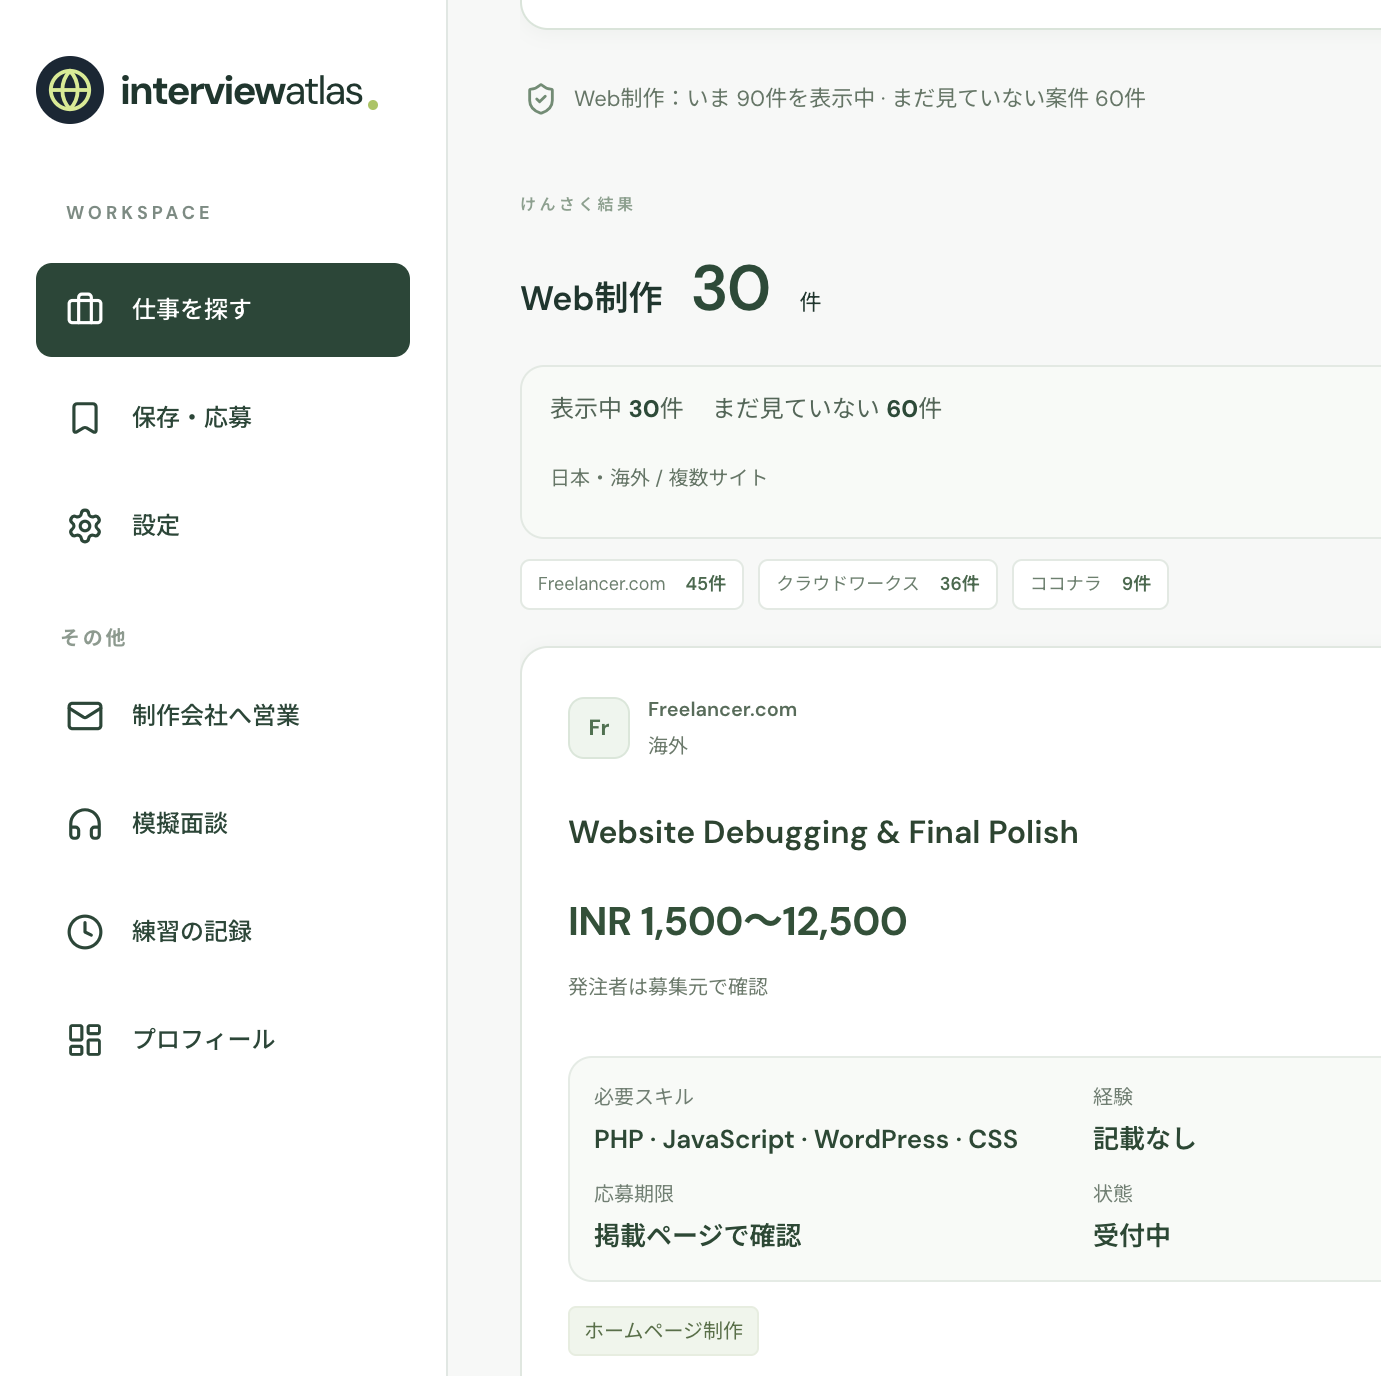 interviewatlas.
WORKSPACE
仕事を探す
保存・応募
設定
その他
制作会社へ営業
模擬面談
練習の記録
プロフィール
Web制作：いま 90件を表示中 · まだ見ていない案件 60件
けんさく結果
Web制作 30 件
表示中 30件 まだ見ていない 60件
日本・海外 / 複数サイト
Freelancer.com 45件 クラウドワークス 36件 ココナラ 9件
Fr
Freelancer.com
海外
Website Debugging & Final Polish
INR 1,500〜12,500
発注者は募集元で確認
必要スキル
PHP · JavaScript · WordPress · CSS
経験
記載なし
応募期限
掲載ページで確認
状態
受付中
ホームページ制作